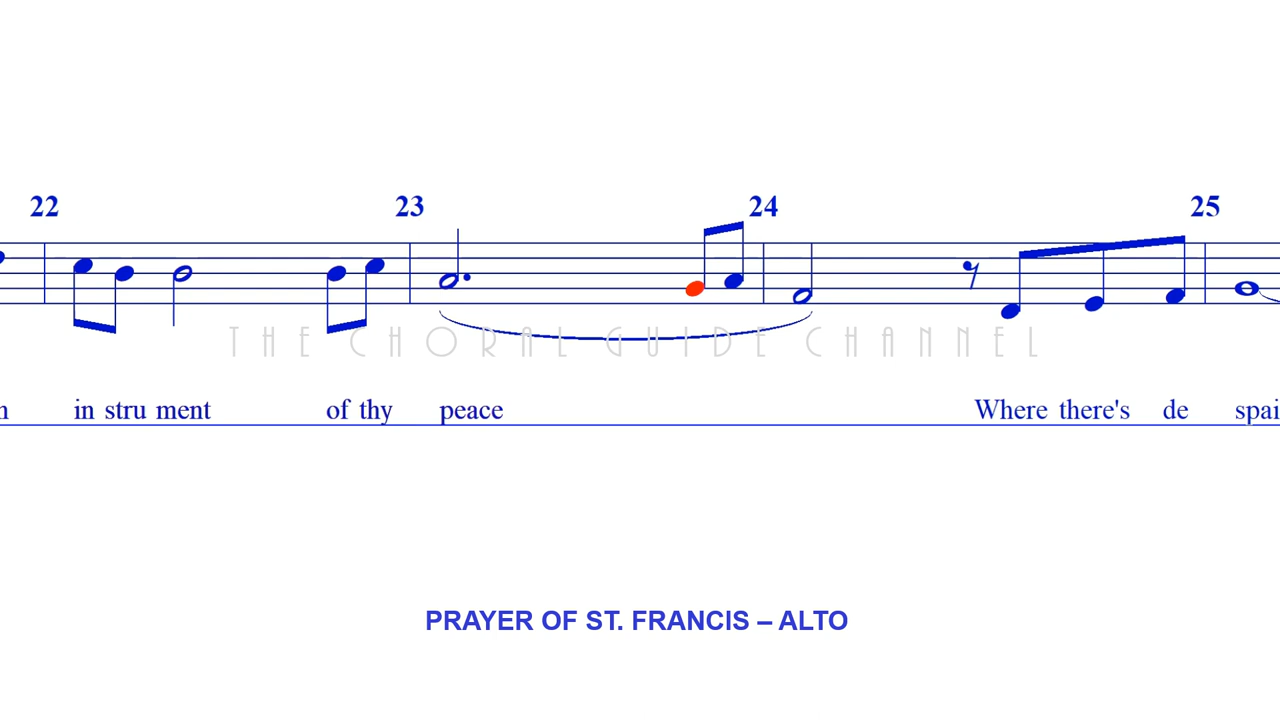 22 23 24 25
THE CHORAL GUIDE CHANNEL
in stru ment of thy peace Where there's de spai
PRAYER OF ST. FRANCIS – ALTO